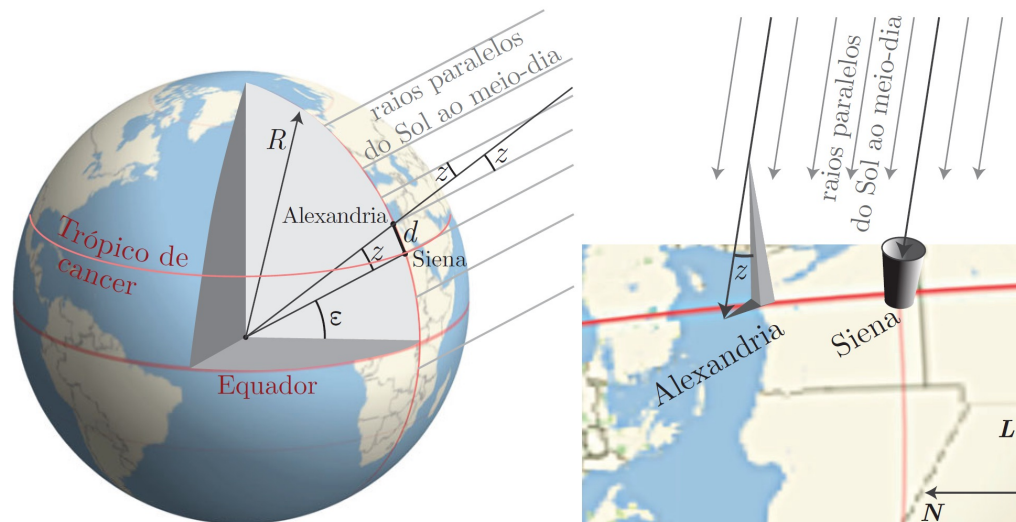 raios paralelos
do Sol ao meio-dia
R
z
z
Alexandria
d
z
Siena
Trópico de
cancer
ε
Equador
raios paralelos
do Sol ao meio-dia
z
Alexandria
Siena
L
N